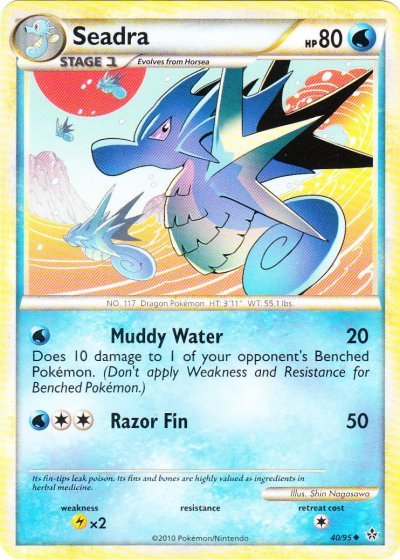 Seadra
HP 80
STAGE 1
Evolves from Horsea
NO. 117 Dragon Pokémon HT: 3'11" WT: 55.1 lbs.
Muddy Water 20
Does 10 damage to 1 of your opponent's Benched
Pokémon. (Don't apply Weakness and Resistance for
Benched Pokémon.)
Razor Fin 50
Its fin-tips leak poison. Its fins and bones are highly valued as ingredients in
herbal medicine.
Illus. Shin Nagasawa
weakness resistance retreat cost
×2
©2010 Pokémon/Nintendo
40/95